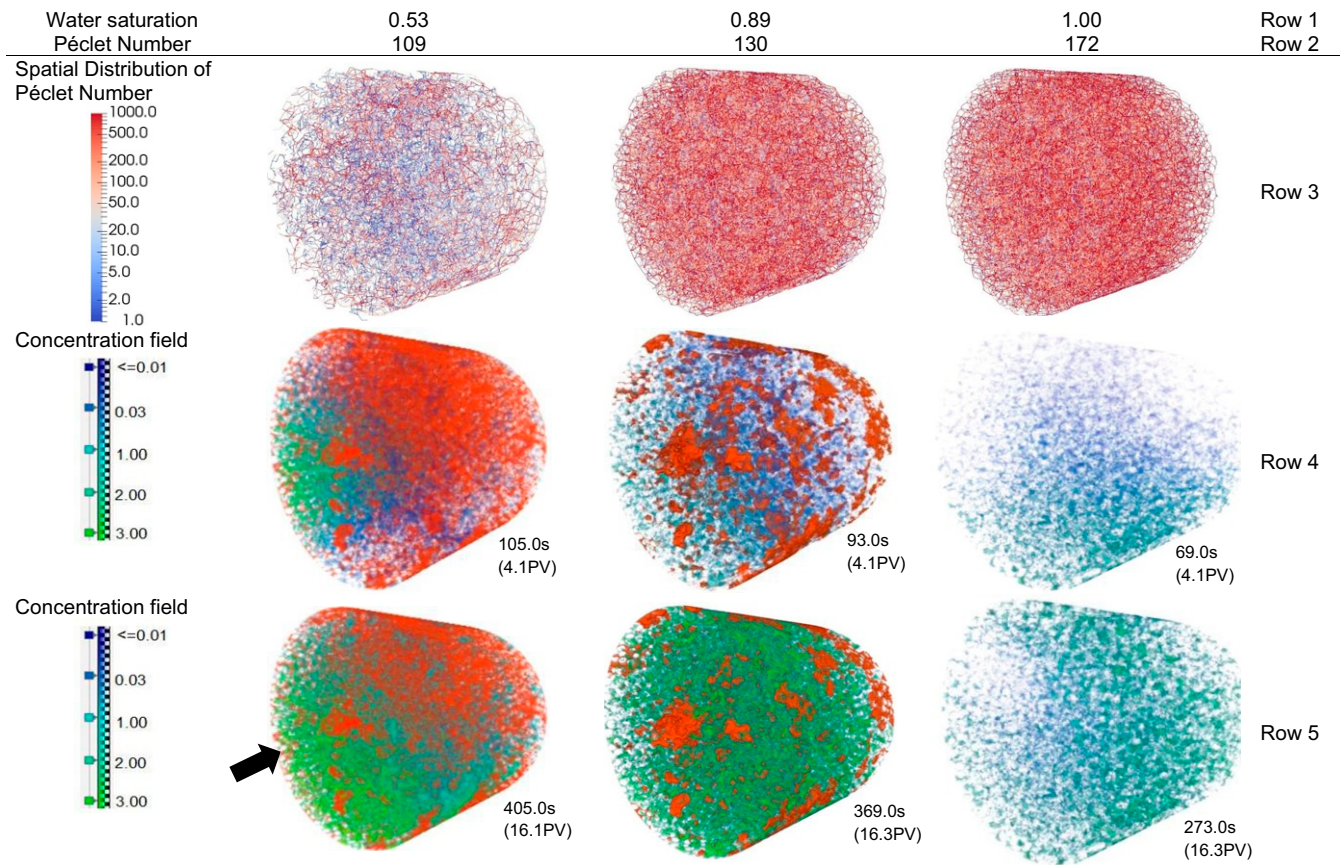 Water saturation 0.53 0.89 1.00 Row 1
Péclet Number 109 130 172 Row 2
Spatial Distribution of
Péclet Number
1000.0
500.0
200.0
100.0
50.0
20.0
10.0
5.0
2.0
1.0
Row 3
Concentration field
<=0.01
0.03
1.00
2.00
3.00
105.0s
(4.1PV)
93.0s
(4.1PV)
69.0s
(4.1PV)
Row 4
Concentration field
<=0.01
0.03
1.00
2.00
3.00
405.0s
(16.1PV)
369.0s
(16.3PV)
273.0s
(16.3PV)
Row 5